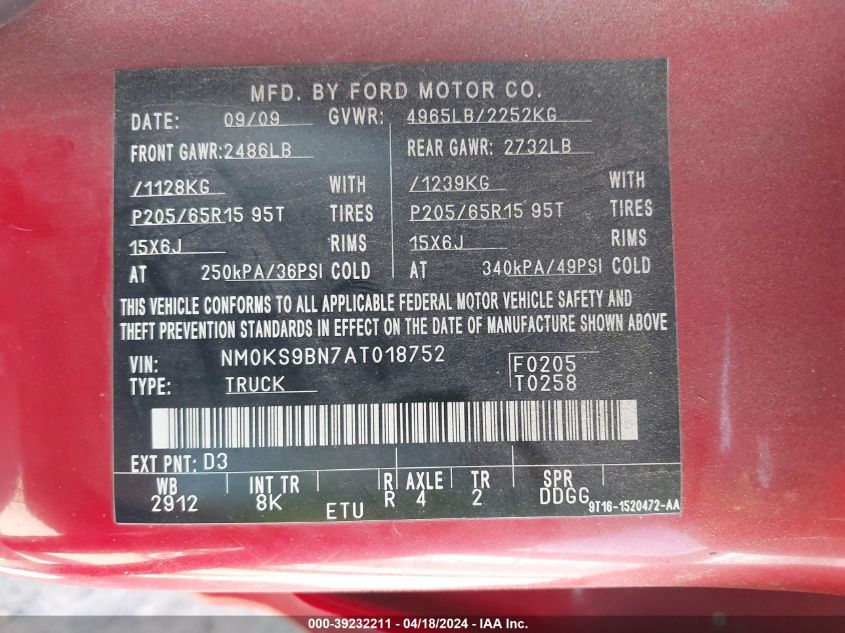 MFD. BY FORD MOTOR CO.
DATE: 09/09 GVWR: 4965LB/2252KG
FRONT GAWR: 2486LB REAR GAWR: 2732LB
/1128KG WITH /1239KG WITH
P205/65R15 95T TIRES P205/65R15 95T TIRES
15X6J RIMS 15X6J RIMS
AT 250kPA/36PSI COLD AT 340kPA/49PSI COLD
THIS VEHICLE CONFORMS TO ALL APPLICABLE FEDERAL MOTOR VEHICLE SAFETY AND
THEFT PREVENTION STANDARDS IN EFFECT ON THE DATE OF MANUFACTURE SHOWN ABOVE
VIN: NM0KS9BN7AT018752 F0205
TYPE: TRUCK T0258
EXT PNT: D3
WB INT TR R AXLE TR SPR
2912 8K ETU R 4 2 DDGG 9T16-1520472-AA
000-39232211 - 04/18/2024 - IAA Inc.